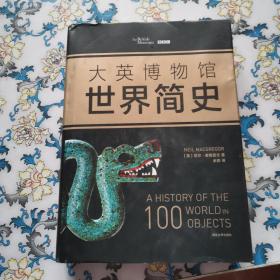 The British
Museum
BBC
大英博物馆
世界简史
NEIL MACGREGOR
A HISTORY OF THE
100 WORLD IN
OBJECTS